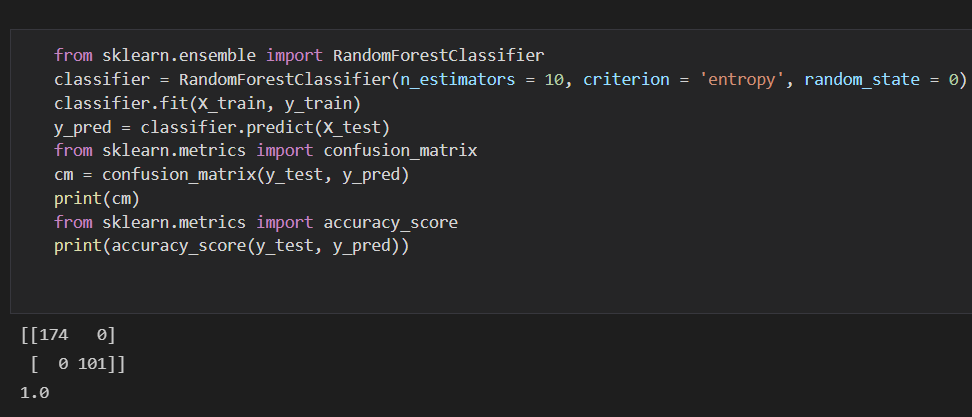 from sklearn.ensemble import RandomForestClassifier
classifier = RandomForestClassifier(n_estimators = 10, criterion = 'entropy', random_state = 0)
classifier.fit(X_train, y_train)
y_pred = classifier.predict(X_test)
from sklearn.metrics import confusion_matrix
cm = confusion_matrix(y_test, y_pred)
print(cm)
from sklearn.metrics import accuracy_score
print(accuracy_score(y_test, y_pred))
[[174   0]
 [  0 101]]
1.0